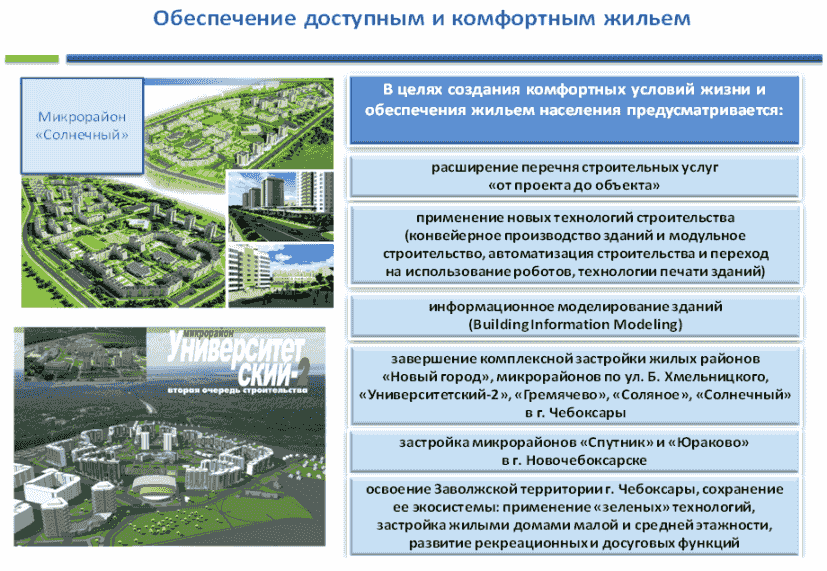 Обеспечение доступным и комфортным жильем
Микрорайон
«Солнечный»
микрорайон
Университет
ский-2
вторая очередь строительства
В целях создания комфортных условий жизни и
обеспечения жильем населения предусматривается:
расширение перечня строительных услуг
«от проекта до объекта»
применение новых технологий строительства
(конвейерное производство зданий и модульное
строительство, автоматизация строительства и переход
на использование роботов, технологии печати зданий)
информационное моделирование зданий
(Building Information Modeling)
завершение комплексной застройки жилых районов
«Новый город», микрорайонов по ул. Б. Хмельницкого,
«Университетский-2», «Гремячево», «Соляное», «Солнечный»
в г. Чебоксары
застройка микрорайонов «Спутник» и «Юраково»
в г. Новочебоксарске
освоение Заволжской территории г. Чебоксары, сохранение
ее экосистемы: применение «зеленых» технологий,
застройка жилыми домами малой и средней этажности,
развитие рекреационных и досуговых функций